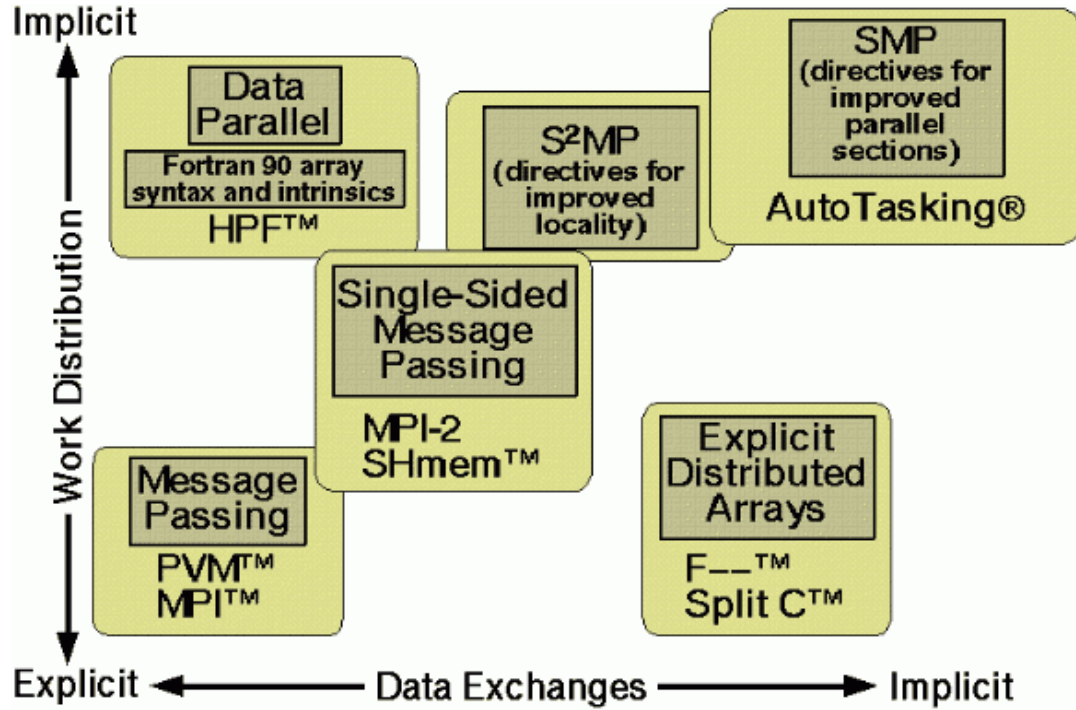 Implicit
Data
Parallel
Fortran 90 array
syntax and intrinsics
HPF™
S²MP
(directives for
improved
locality)
SMP
(directives for
improved
parallel
sections)
AutoTasking®
Work Distribution
Single-Sided
Message
Passing
MPI-2
SHmem™
Message
Passing
PVM™
MPI™
Explicit
Distributed
Arrays
F––™
Split C™
Explicit
Data Exchanges
Implicit